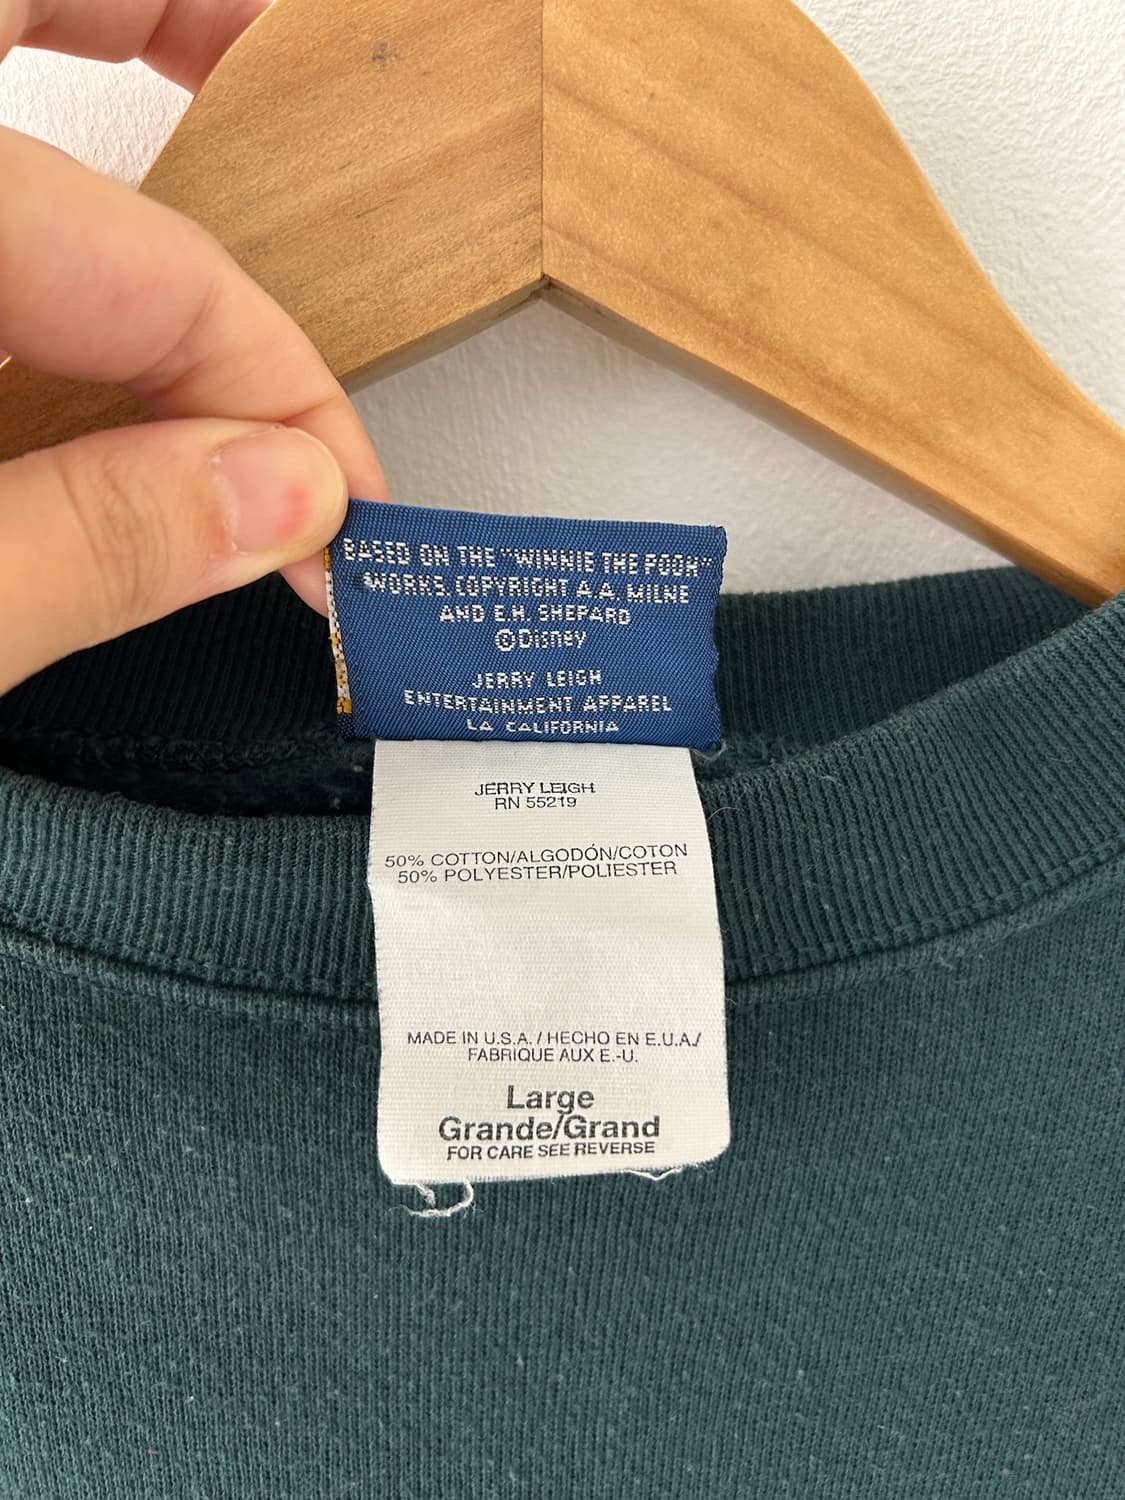 BASED ON THE "WINNIE THE POOH"
WORKS. COPYRIGHT A.A. MILNE
AND E.H. SHEPARD
©Disney
JERRY LEIGH
ENTERTAINMENT APPAREL
LA CALIFORNIA
JERRY LEIGH
RN 55219
50% COTTON/ALGODÓN/COTON
50% POLYESTER/POLIESTER
MADE IN U.S.A. / HECHO EN E.U.A./
FABRIQUE AUX E.-U.
Large
Grande/Grand
FOR CARE SEE REVERSE